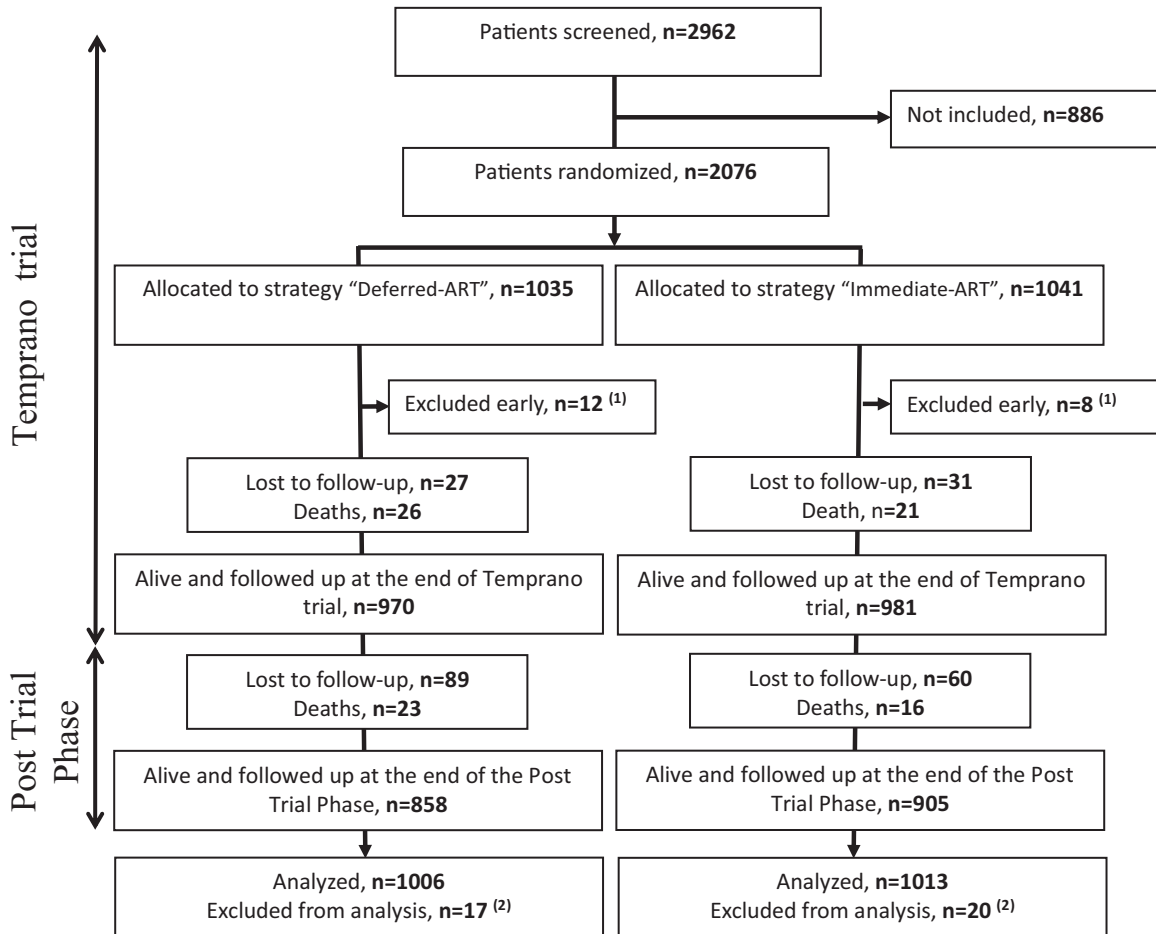 Patients screened, n=2962
Not included, n=886
Patients randomized, n=2076
Temprano trial
Allocated to strategy “Deferred-ART”, n=1035
Allocated to strategy “Immediate-ART”, n=1041
Excluded early, n=12 (1)
Excluded early, n=8 (1)
Lost to follow-up, n=27
Deaths, n=26
Lost to follow-up, n=31
Death, n=21
Alive and followed up at the end of Temprano
trial, n=970
Alive and followed up at the end of Temprano
trial, n=981
Post Trial
Phase
Lost to follow-up, n=89
Deaths, n=23
Lost to follow-up, n=60
Deaths, n=16
Alive and followed up at the end of the Post
Trial Phase, n=858
Alive and followed up at the end of the Post
Trial Phase, n=905
Analyzed, n=1006
Excluded from analysis, n=17 (2)
Analyzed, n=1013
Excluded from analysis, n=20 (2)